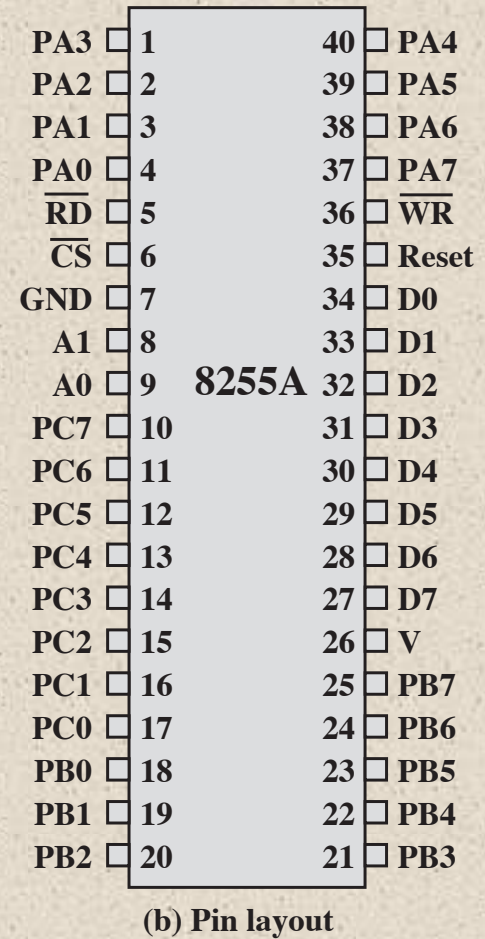 PA3 1 40 PA4
PA2 2 39 PA5
PA1 3 38 PA6
PA0 4 37 PA7
R̅D̅ 5 36 W̅R̅
C̅S̅ 6 35 Reset
GND 7 34 D0
A1 8 33 D1
A0 9 8255A 32 D2
PC7 10 31 D3
PC6 11 30 D4
PC5 12 29 D5
PC4 13 28 D6
PC3 14 27 D7
PC2 15 26 V
PC1 16 25 PB7
PC0 17 24 PB6
PB0 18 23 PB5
PB1 19 22 PB4
PB2 20 21 PB3
(b) Pin layout